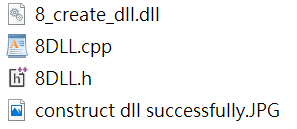 8_create_dll.dll
8DLL.cpp
8DLL.h
construct dll successfully.JPG